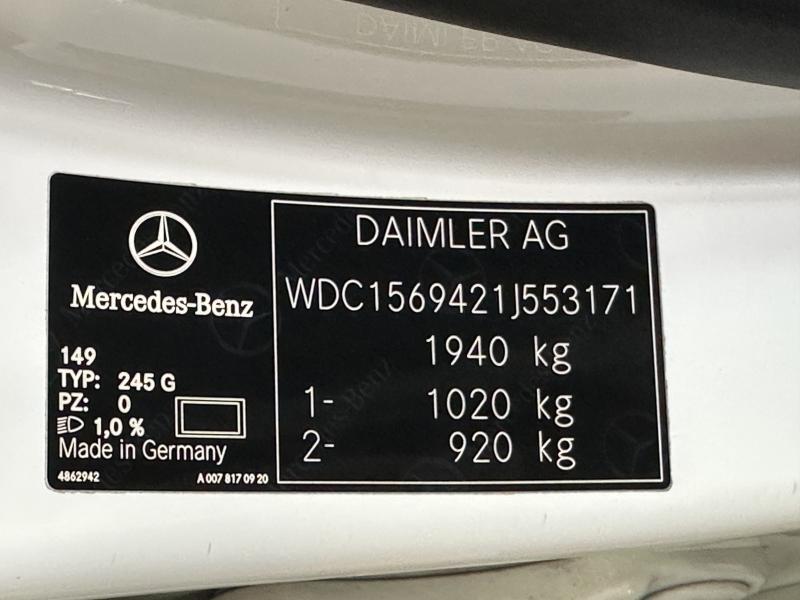 Mercedes-Benz
149
TYP: 245 G
PZ: 0
1,0 %
Made in Germany
4862942
A 007 817 09 20
DAIMLER AG
WDC1569421J553171
1940 kg
1- 1020 kg
2- 920 kg